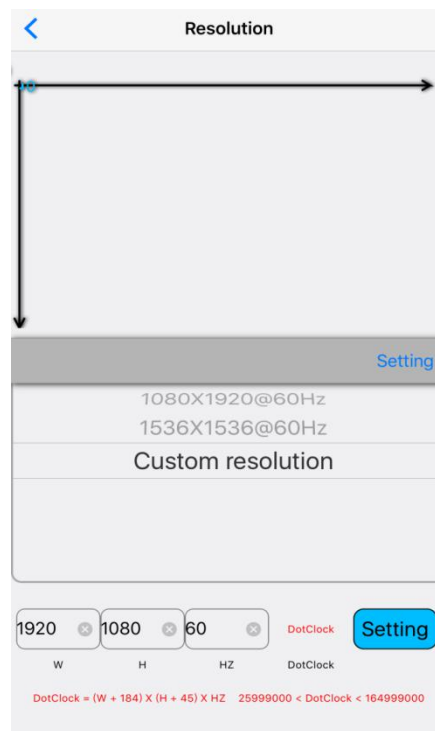 Resolution
Setting
1080X1920@60Hz
1536X1536@60Hz
Custom resolution
1920 1080 60 DotClock Setting
W H HZ DotClock
DotClock = (W + 184) X (H + 45) X HZ 25999000 < DotClock < 164999000